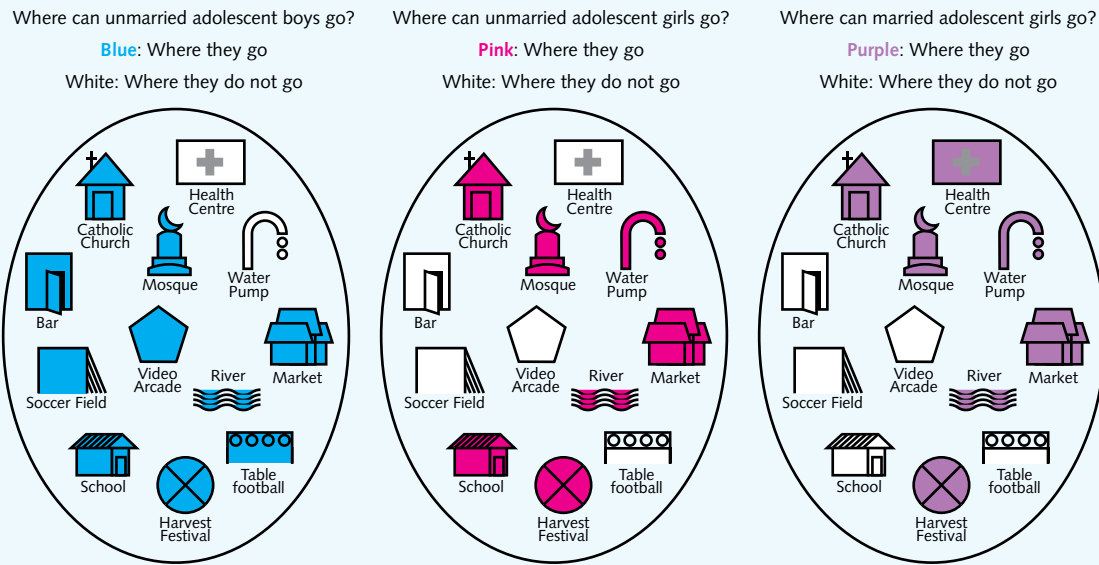 Where can unmarried adolescent boys go?
Blue: Where they go
White: Where they do not go
Catholic
Church
Health
Centre
Mosque
Water
Pump
Bar
Video
Arcade
Market
Soccer Field
River
School
Table
football
Harvest
Festival
Where can unmarried adolescent girls go?
Pink: Where they go
White: Where they do not go
Catholic
Church
Health
Centre
Mosque
Water
Pump
Bar
Video
Arcade
Market
Soccer Field
River
School
Table
football
Harvest
Festival
Where can married adolescent girls go?
Purple: Where they go
White: Where they do not go
Catholic
Church
Health
Centre
Mosque
Water
Pump
Bar
Video
Arcade
Market
Soccer Field
River
School
Table
football
Harvest
Festival